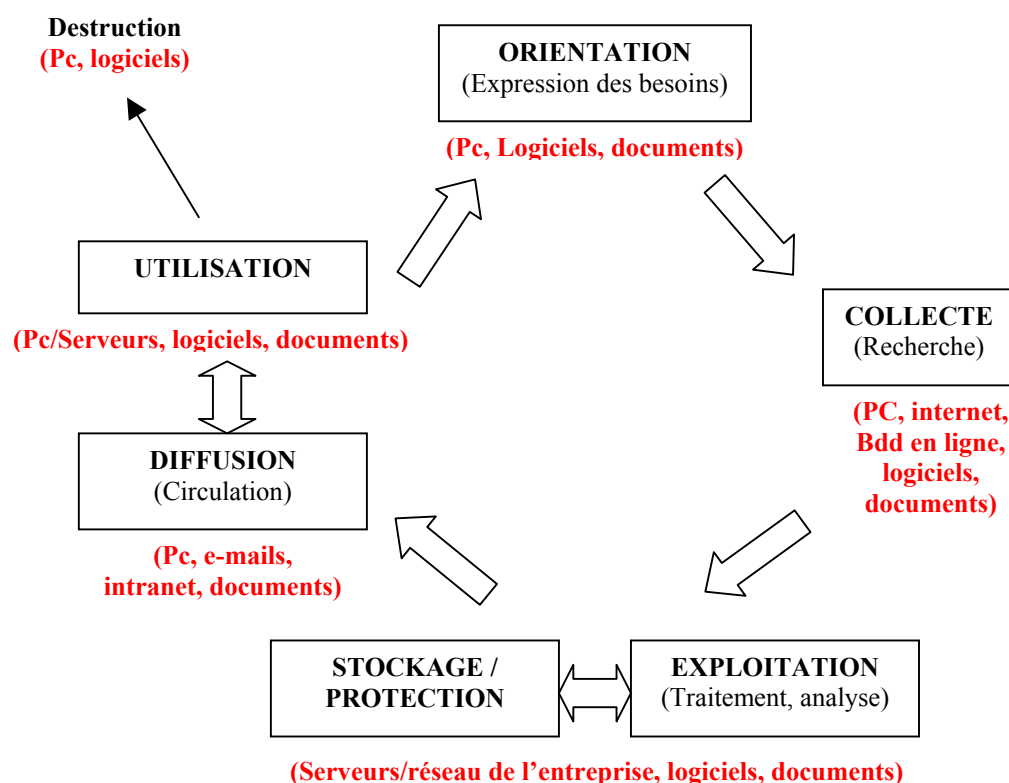 Destruction
(Pc, logiciels)
ORIENTATION
(Expression des besoins)
(Pc, Logiciels, documents)
UTILISATION
(Pc/Serveurs, logiciels, documents)
COLLECTE
(Recherche)
(PC, internet,
Bdd en ligne,
logiciels,
documents)
DIFFUSION
(Circulation)
(Pc, e-mails,
intranet, documents)
STOCKAGE /
PROTECTION
EXPLOITATION
(Traitement, analyse)
(Serveurs/réseau de l’entreprise, logiciels, documents)